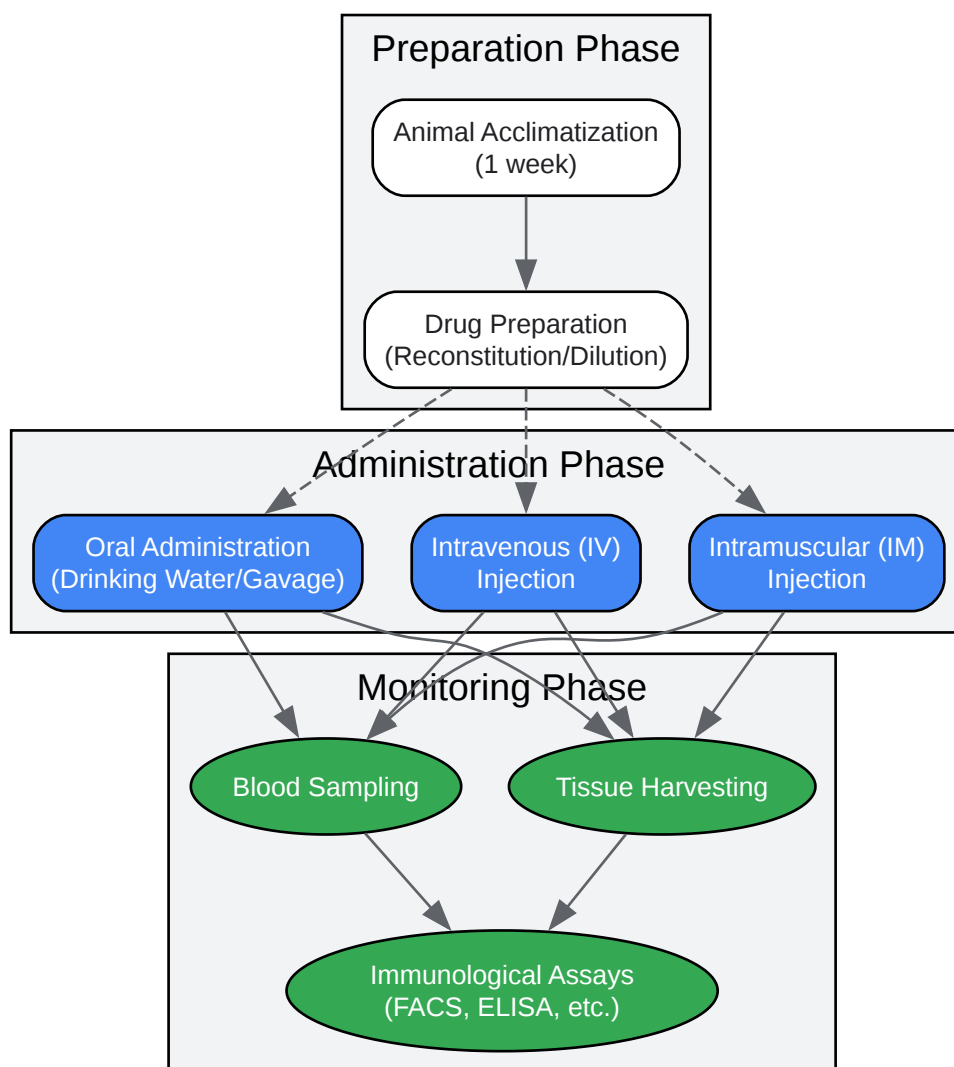 Preparation Phase
Animal Acclimatization
(1 week)
Drug Preparation
(Reconstitution/Dilution)
Administration Phase
Oral Administration
(Drinking Water/Gavage)
Intravenous (IV)
Injection
Intramuscular (IM)
Injection
Monitoring Phase
Blood Sampling
Tissue Harvesting
Immunological Assays
(FACS, ELISA, etc.)